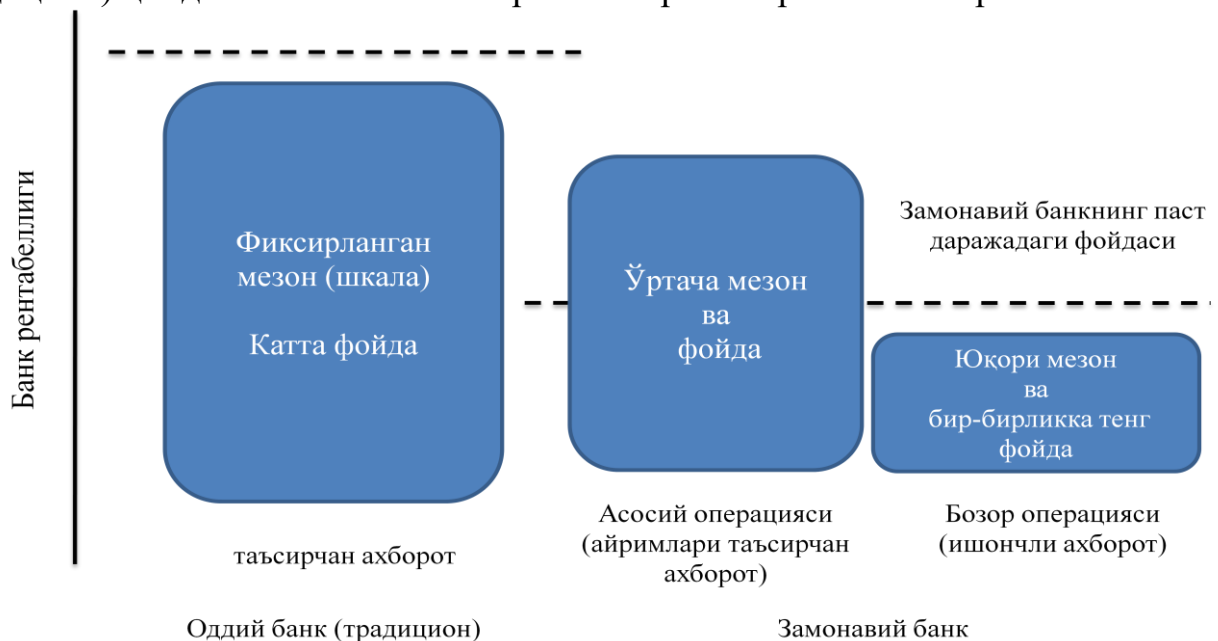 Банк рентабеллиги
Фиксирланган
мезон (шкала)
Катта фойда
Ўртача мезон
ва
фойда
Замонавий банкнинг паст
даражадаги фойдаси
Юқори мезон
ва
бир-бирликка тенг
фойда
таъсирчан ахборот
Асосий операцияси
(айримлари таъсирчан
ахборот)
Бозор операцияси
(ишончли ахборот)
Оддий банк (традицион)
Замонавий банк